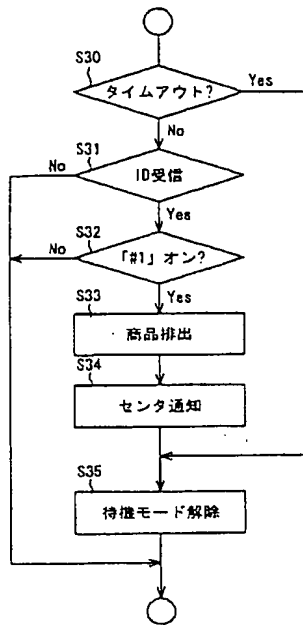 S30
タイムアウト?
Yes
No
S31
ID受信
No
Yes
S32
「#1」オン?
No
Yes
S33
商品排出
S34
センタ通知
S35
待機モード解除